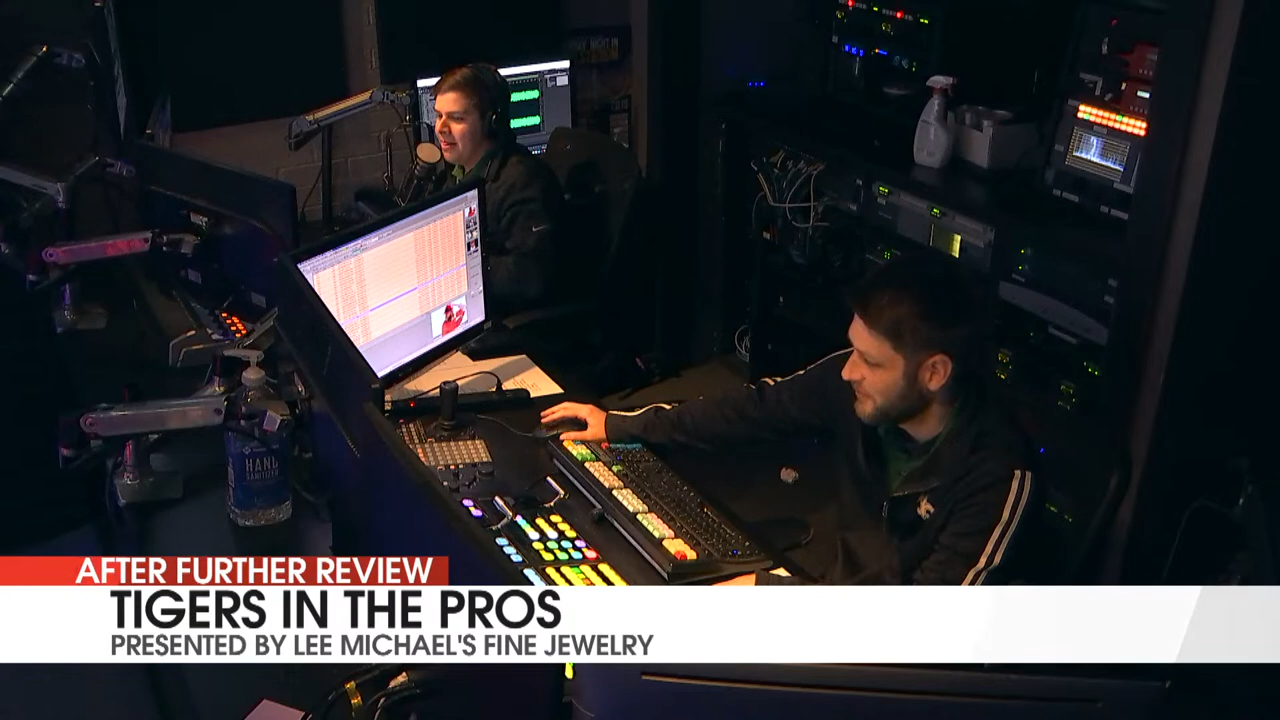 HAND
SANITIZER
AFTER FURTHER REVIEW
TIGERS IN THE PROS
PRESENTED BY LEE MICHAEL'S FINE JEWELRY